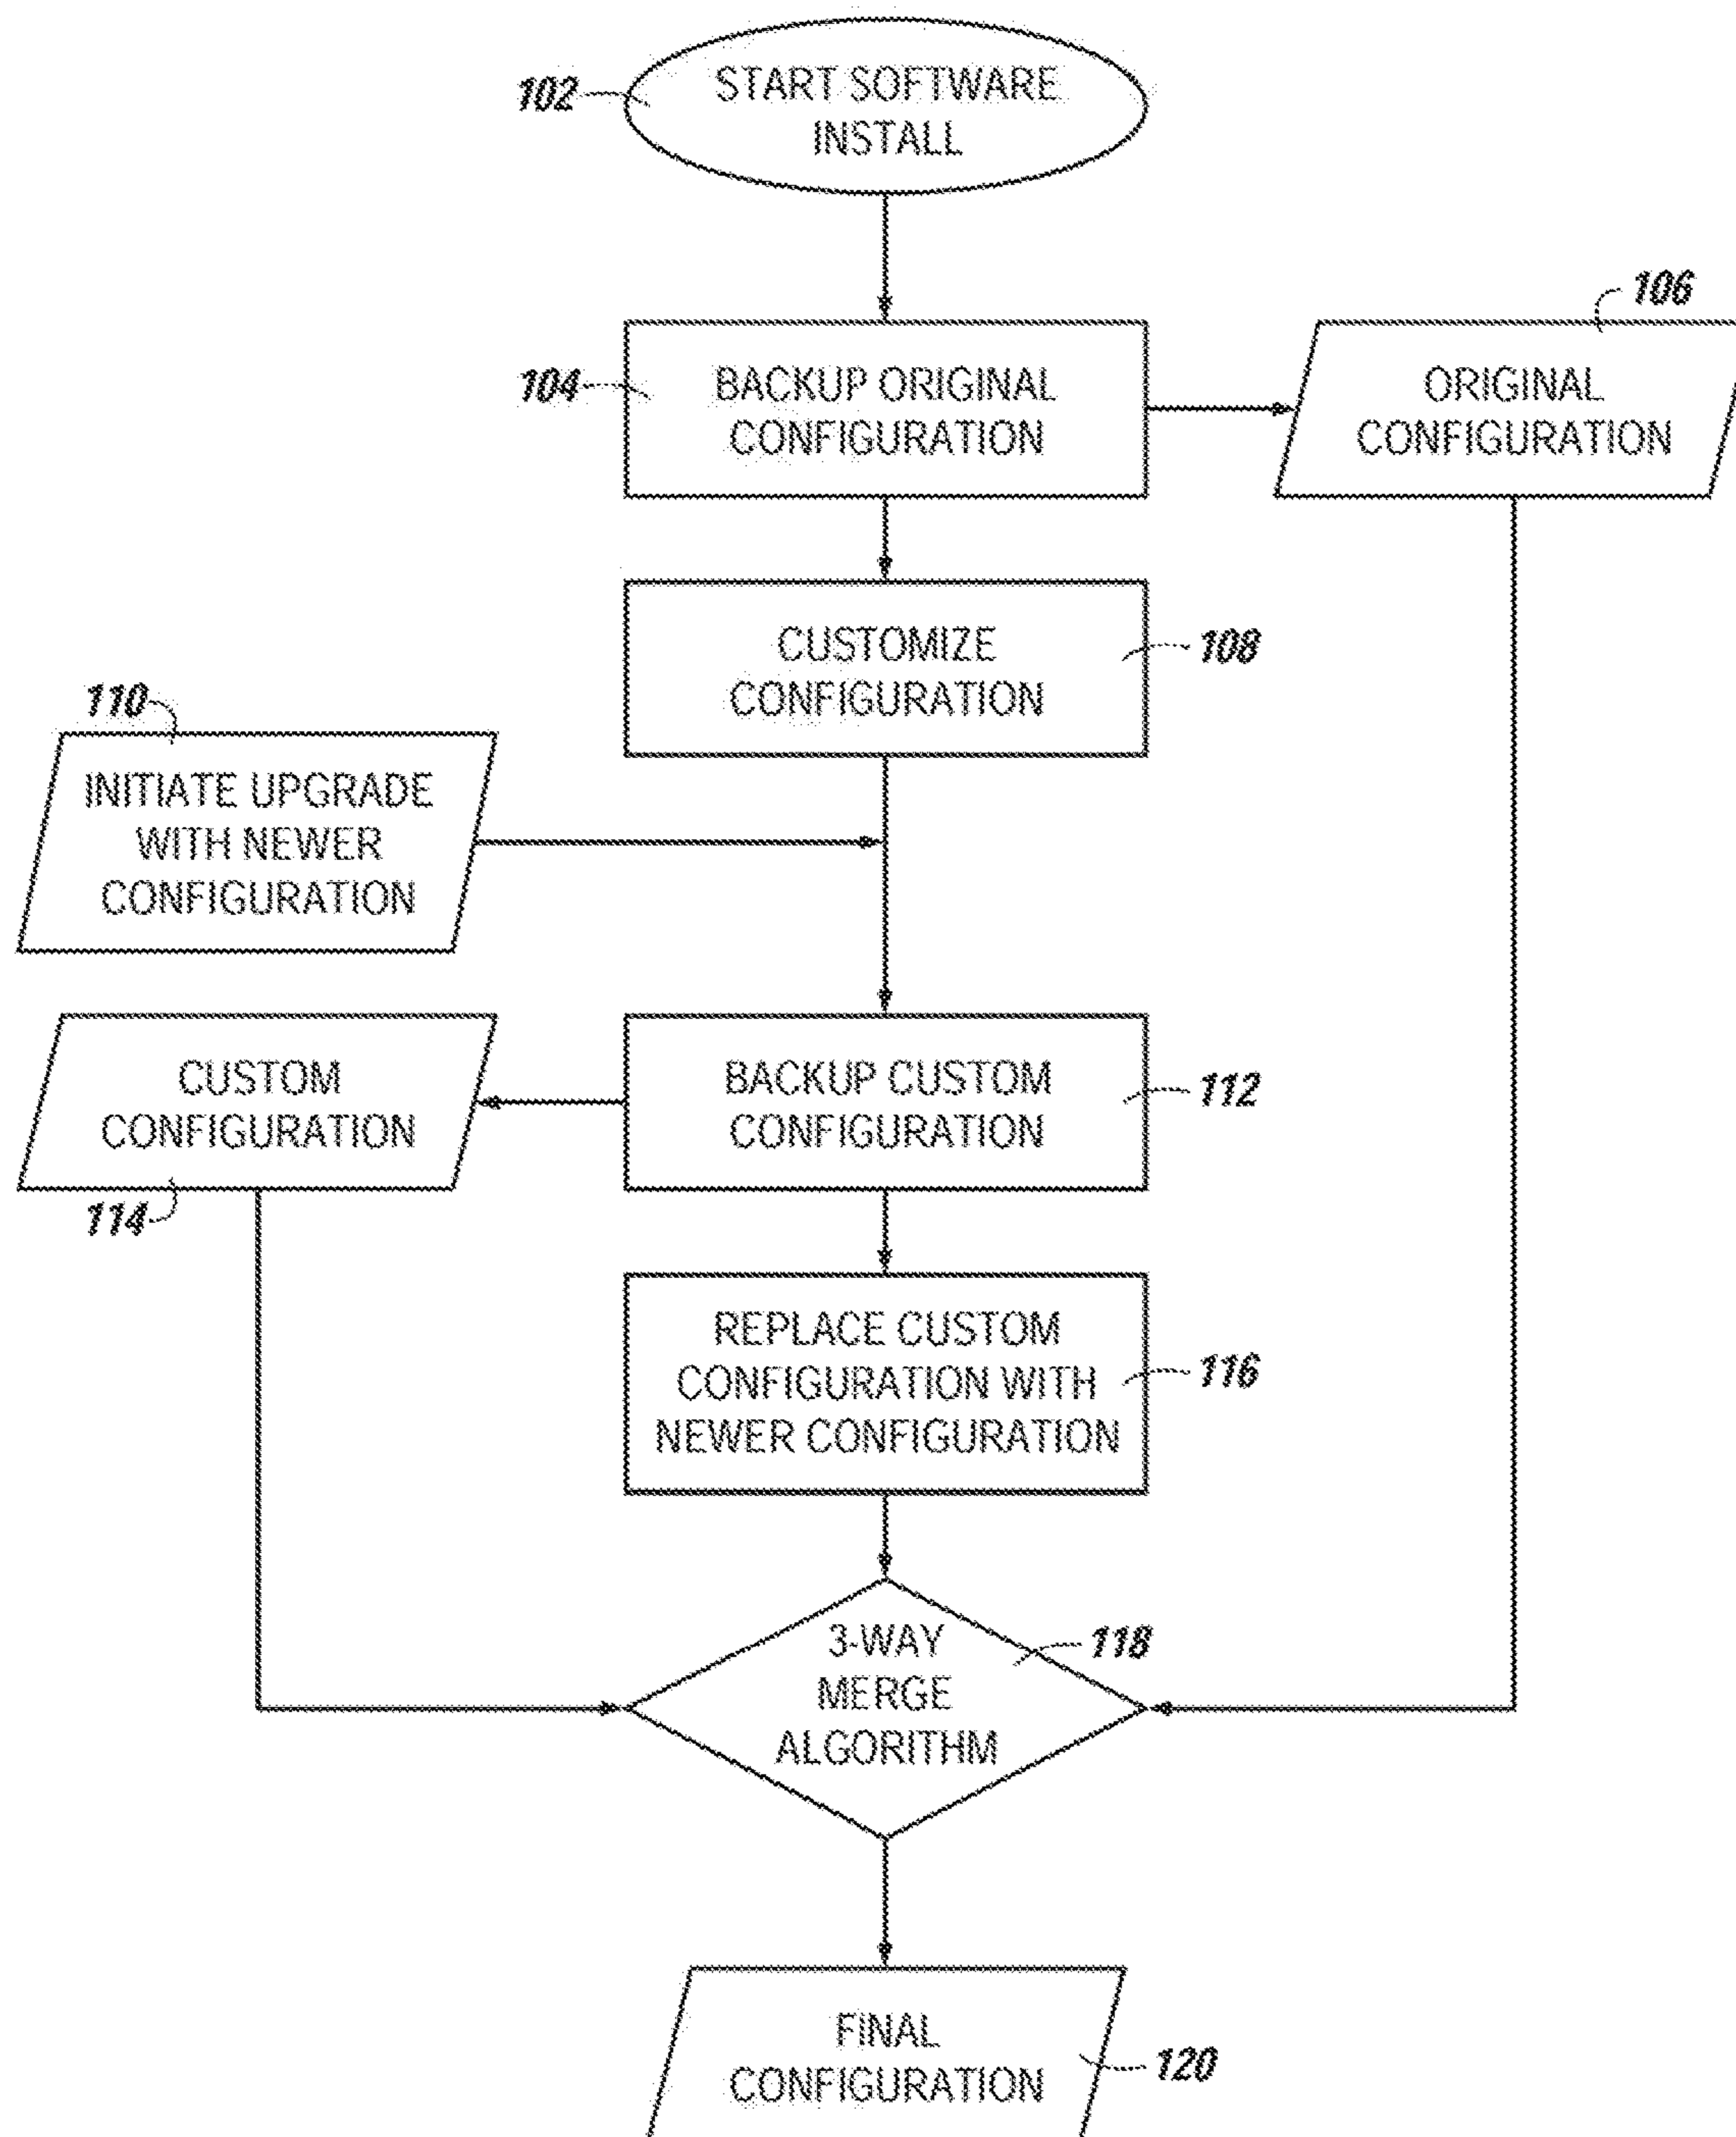 102
START SOFTWARE
INSTALL
106
104
BACKUP ORIGINAL
CONFIGURATION
ORIGINAL
CONFIGURATION
CUSTOMIZE
CONFIGURATION
108
110
INITIATE UPGRADE
WITH NEWER
CONFIGURATION
CUSTOM
CONFIGURATION
114
BACKUP CUSTOM
CONFIGURATION
112
REPLACE CUSTOM
CONFIGURATION WITH
NEWER CONFIGURATION
116
3-WAY
MERGE
ALGORITHM
118
FINAL
CONFIGURATION
120